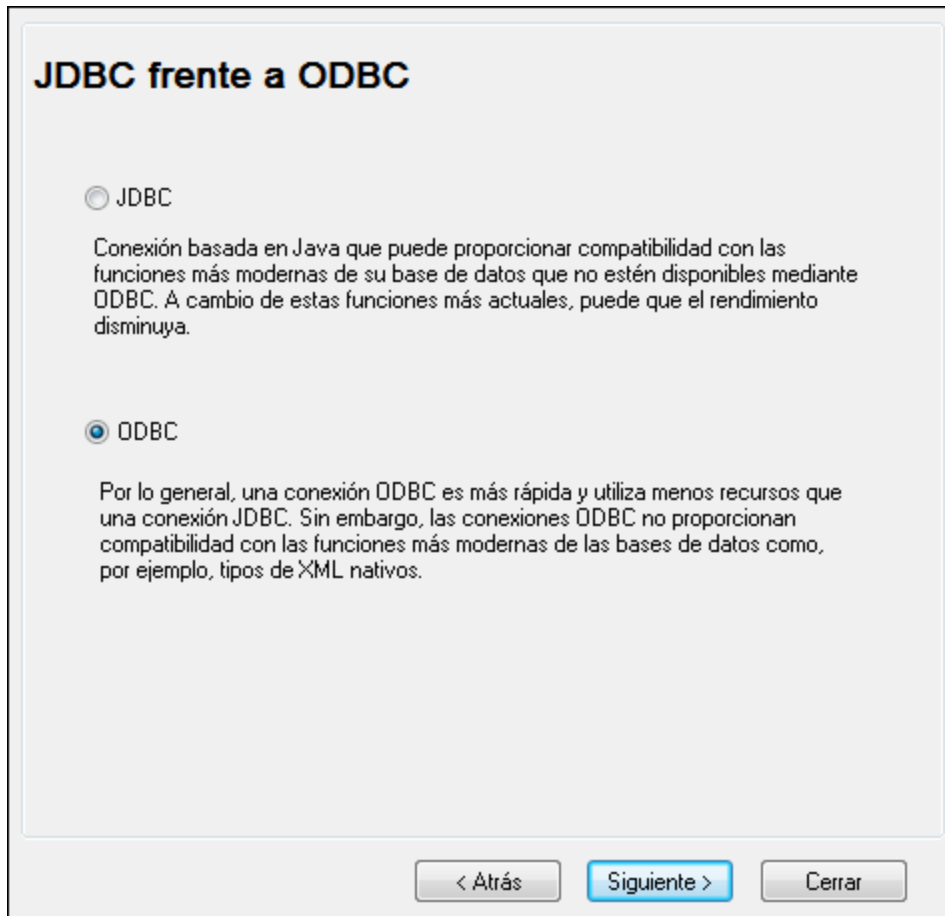 JDBC frente a ODBC
JDBC
Conexión basada en Java que puede proporcionar compatibilidad con las
funciones más modernas de su base de datos que no estén disponibles mediante
ODBC. A cambio de estas funciones más actuales, puede que el rendimiento
disminuya.
ODBC
Por lo general, una conexión ODBC es más rápida y utiliza menos recursos que
una conexión JDBC. Sin embargo, las conexiones ODBC no proporcionan
compatibilidad con las funciones más modernas de las bases de datos como,
por ejemplo, tipos de XML nativos.
< Atrás Siguiente > Cerrar